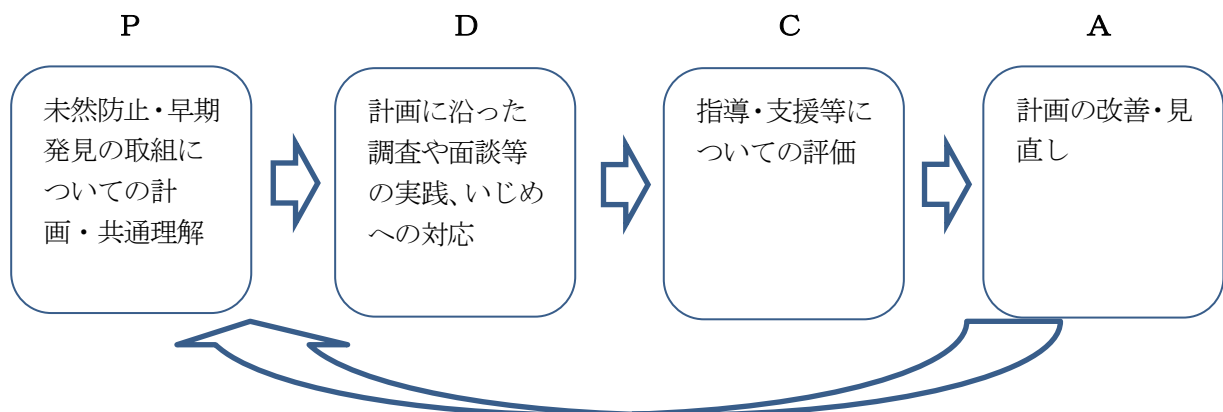 P
D
C
A
未然防止・早期
発見の取組に
ついての計
画・共通理解
計画に沿った
調査や面談等
の実践、いじめ
への対応
指導・支援等に
ついての評価
計画の改善・見
直し